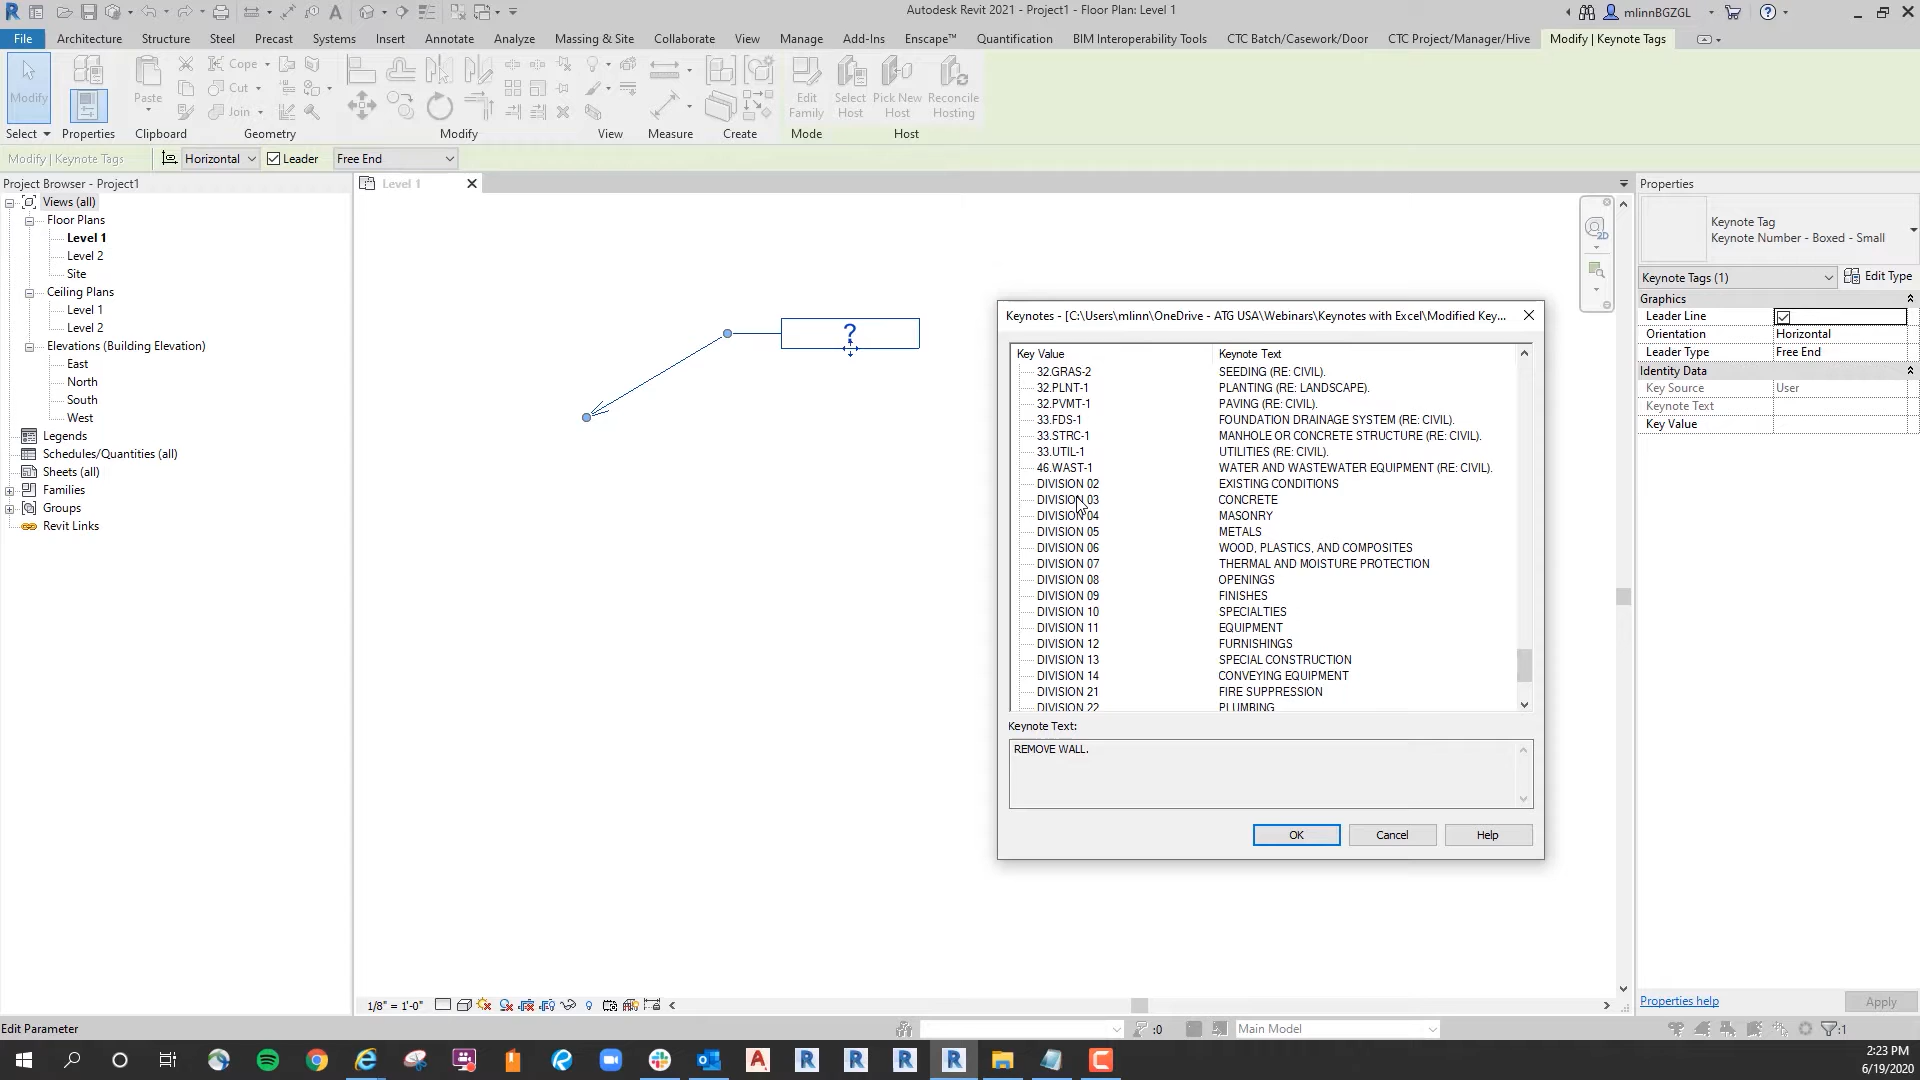 Autodesk Revit 2021 - Project1 - Floor Plan: Level 1
mlinnBGZGL
File Architecture Structure Steel Precast Systems Insert Annotate Analyze Massing & Site Collaborate View Manage Add-Ins Enscape™ Quantification BIM Interoperability Tools CTC Batch/Casework/Door CTC Project/Manager/Hive Modify | Keynote Tags
Modify
Paste
Cope
Cut
Join
Edit Family
Select Host
Pick New Host
Reconcile Hosting
Select Properties Clipboard Geometry Modify View Measure Create Mode Host
Modify | Keynote Tags Horizontal Leader Free End
Project Browser - Project1
Views (all)
Floor Plans
Level 1
Level 2
Site
Ceiling Plans
Level 1
Level 2
Elevations (Building Elevation)
East
North
South
West
Legends
Schedules/Quantities (all)
Sheets (all)
Families
Groups
Revit Links
Level 1
?
2D
Keynotes - [C:\Users\mlinn\OneDrive - ATG USA\Webinars\Keynotes with Excel\Modified Key...
Key Value Keynote Text
32.GRAS-2 SEEDING (RE: CIVIL).
32.PLNT-1 PLANTING (RE: LANDSCAPE).
32.PVMT-1 PAVING (RE: CIVIL).
33.FDS-1 FOUNDATION DRAINAGE SYSTEM (RE: CIVIL).
33.STRC-1 MANHOLE OR CONCRETE STRUCTURE (RE: CIVIL).
33.UTIL-1 UTILITIES (RE: CIVIL).
46.WAST-1 WATER AND WASTEWATER EQUIPMENT (RE: CIVIL).
DIVISION 02 EXISTING CONDITIONS
DIVISION 03 CONCRETE
DIVISION 04 MASONRY
DIVISION 05 METALS
DIVISION 06 WOOD, PLASTICS, AND COMPOSITES
DIVISION 07 THERMAL AND MOISTURE PROTECTION
DIVISION 08 OPENINGS
DIVISION 09 FINISHES
DIVISION 10 SPECIALTIES
DIVISION 11 EQUIPMENT
DIVISION 12 FURNISHINGS
DIVISION 13 SPECIAL CONSTRUCTION
DIVISION 14 CONVEYING EQUIPMENT
DIVISION 21 FIRE SUPPRESSION
DIVISION 22 PLUMBING
Keynote Text:
REMOVE WALL.
OK Cancel Help
Properties
Keynote Tag
Keynote Number - Boxed - Small
Keynote Tags (1) Edit Type
Graphics
Leader Line
Orientation Horizontal
Leader Type Free End
Identity Data
Key Source User
Keynote Text
Key Value
Properties help Apply
1/8" = 1'-0"
Edit Parameter
:0
Main Model
:1
2:23 PM
6/19/2020